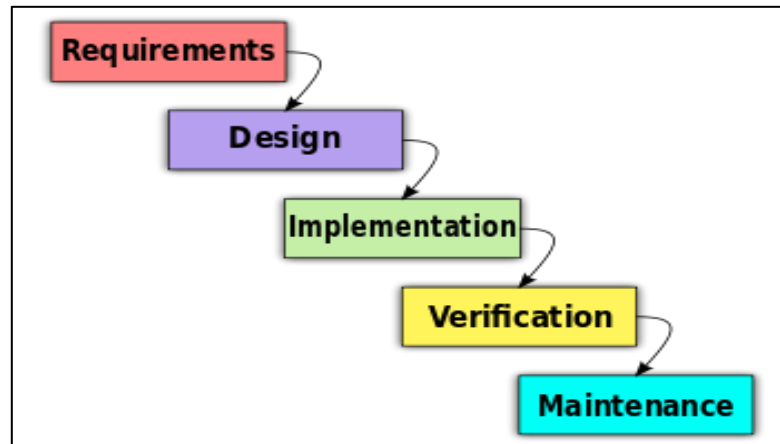 Requirements
Design
Implementation
Verification
Maintenance